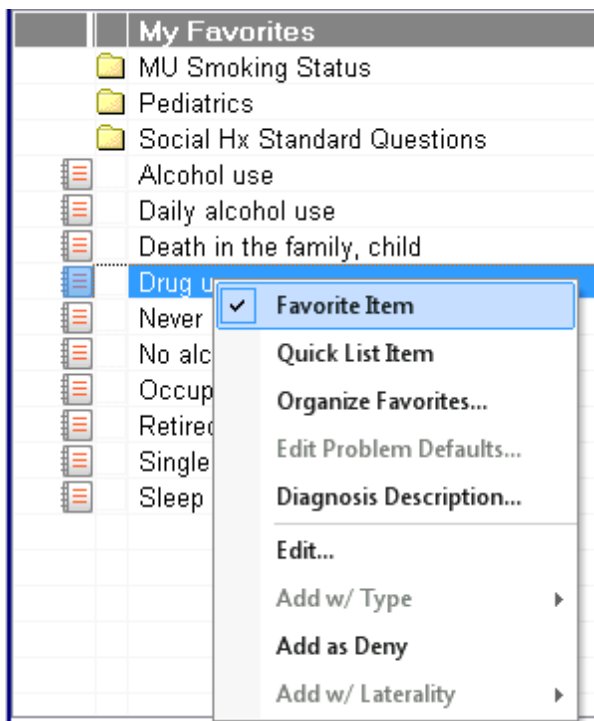 My Favorites
MU Smoking Status
Pediatrics
Social Hx Standard Questions
Alcohol use
Daily alcohol use
Death in the family, child
Drug
Never
No
Retired
Single
Sleep
Favorite Item
Quick List Item
Organize Favorites...
Edit Problem Defaults...
Diagnosis Description...
Edit...
Add w/ Type
Add as Deny
Add w/ Laterality